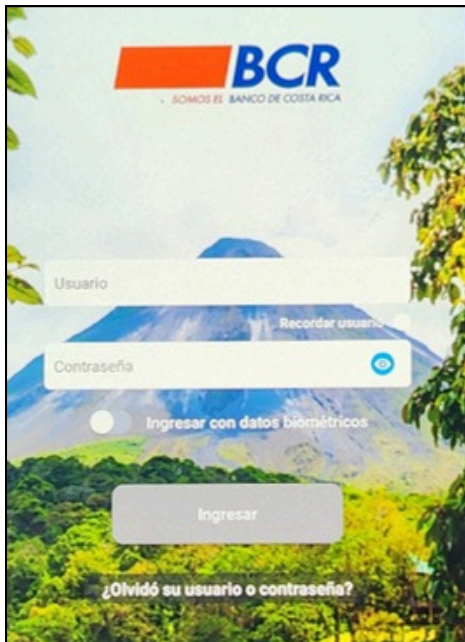 BCR
SOMOS EL BANCO DE COSTA RICA
Usuario
Recordar usuario
Contraseña
Ingresar con datos biométricos
Ingresar
¿Olvidó su usuario o contraseña?